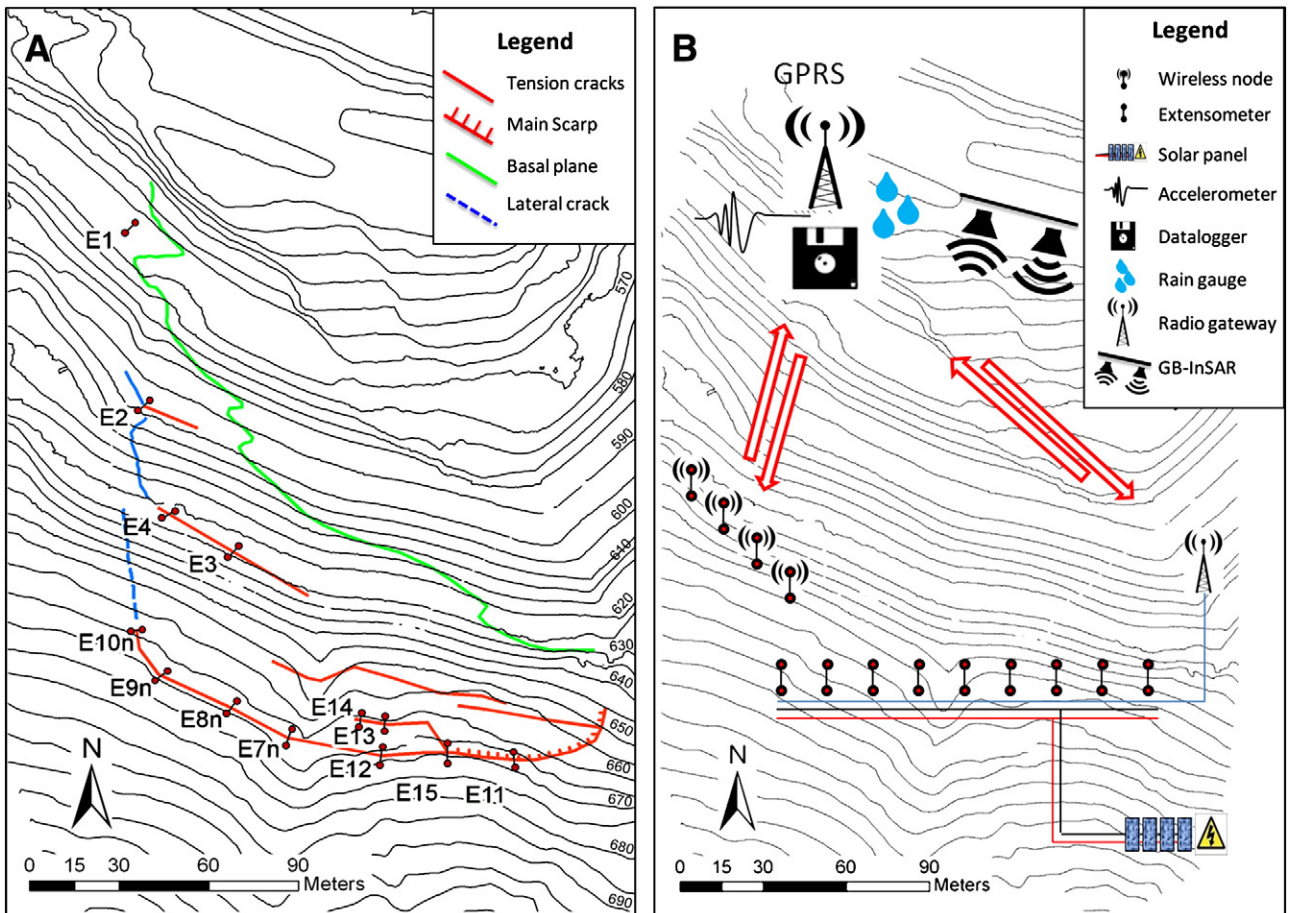 A
Legend
Tension cracks
Main Scarp
Basal plane
Lateral crack
E1
570
580
E2
590
600
E4
610
E3
620
E10n
630
E9n
640
E14
E8n
650
E13
E7n
E12
660
E15 E11
670
N
680
690
0 15 30 60 90
Meters
B
GPRS
Legend
Wireless node
Extensometer
Solar panel
Accelerometer
Datalogger
Rain gauge
Radio gateway
GB-InSAR
N
0 15 30 60 90
Meters